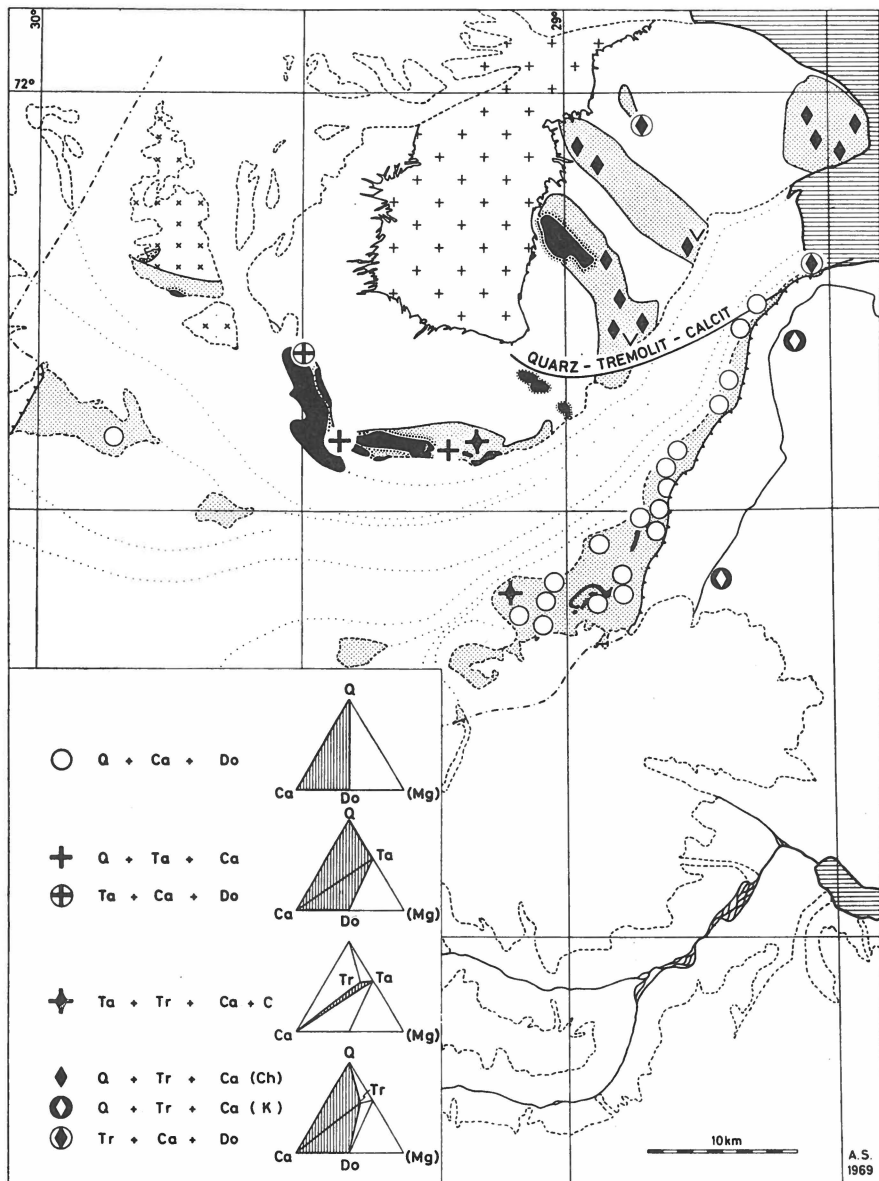 30°
29°
72°
QUARZ - TREMOLIT - CALCIT
Q
Ca
Do
(Mg)
Q + Ca + Do
Q
Ta
Ca
Do
(Mg)
Q + Ta + Ca
Ta + Ca + Do
Tr
Ta
Ca
(Mg)
Ta + Tr + Ca + C
Q
Tr
Ca
Do
(Mg)
Q + Tr + Ca (Ch)
Q + Tr + Ca ( K )
Tr + Ca + Do
10km
A.S.
1969